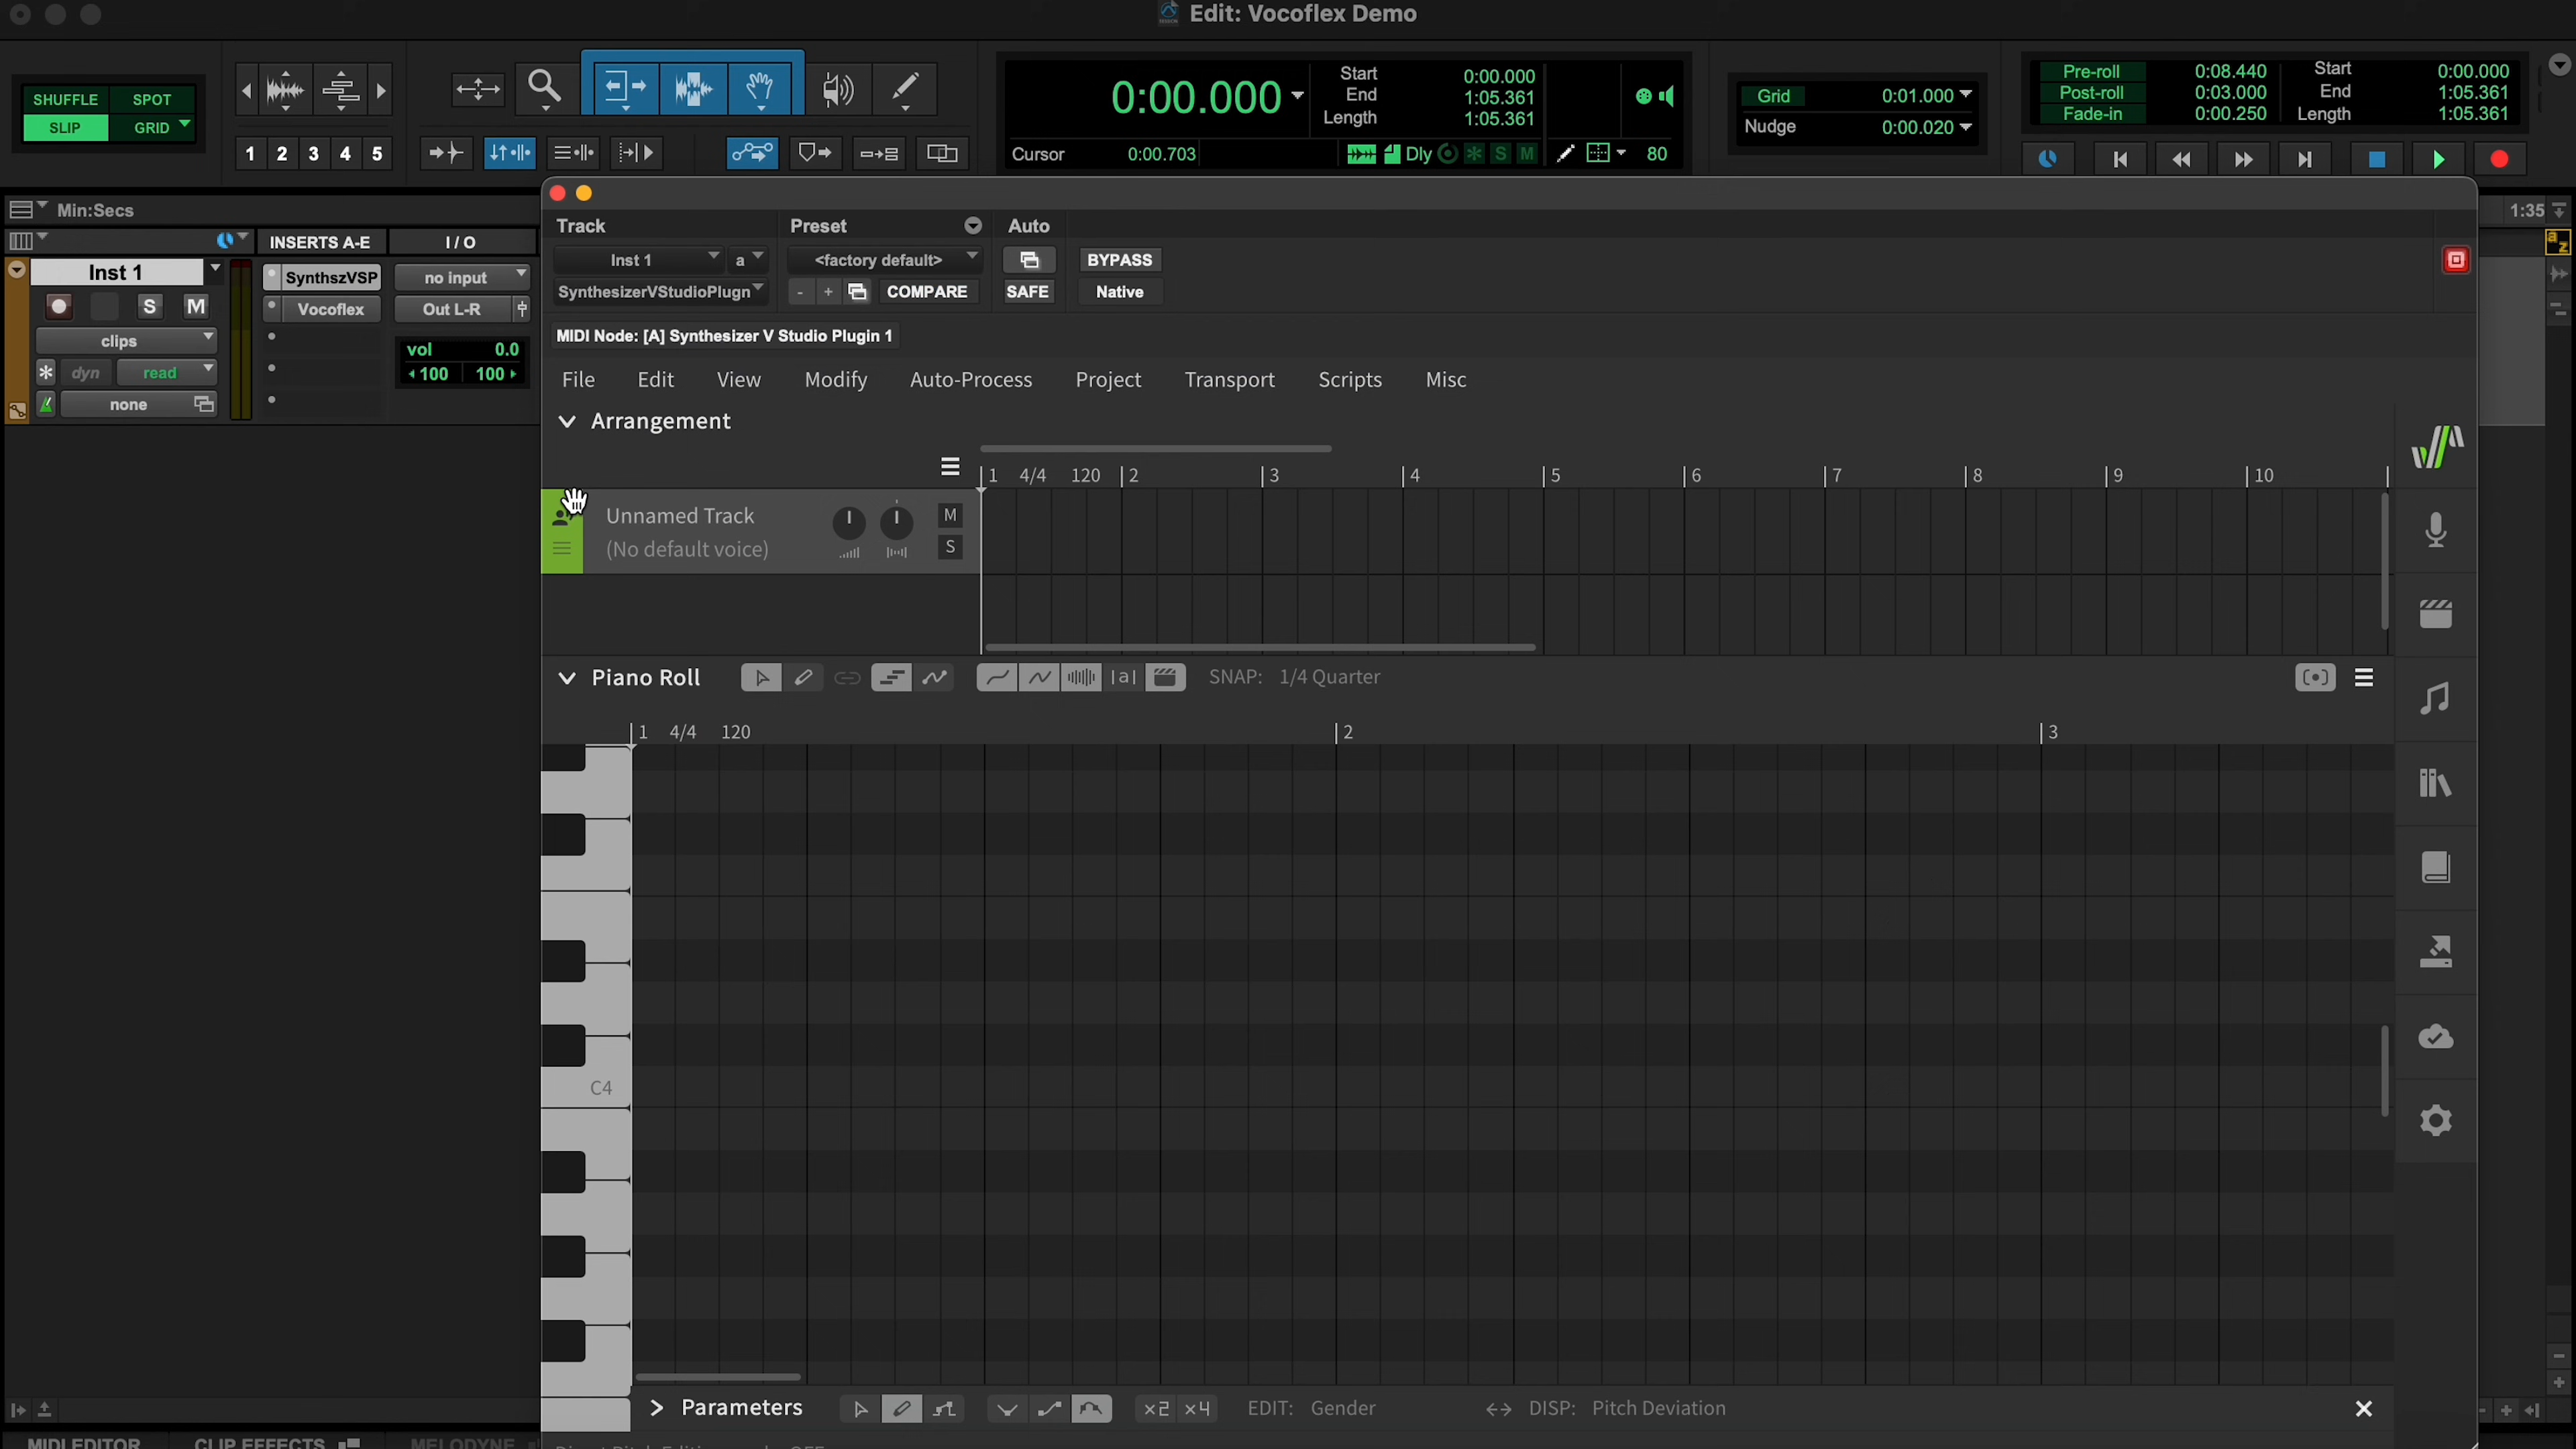 Edit: Vocoflex Demo
SHUFFLE SPOT
SLIP GRID
1 2 3 4 5
0:00.000
Start 0:00.000
End 1:05.361
Length 1:05.361
Cursor 0:00.703
Dly S M 80
Grid 0:01.000
Nudge 0:00.020
Pre-roll 0:08.440
Post-roll 0:03.000
Fade-in 0:00.250
Start 0:00.000
End 1:05.361
Length 1:05.361
Min:Secs
1:35
a z
INSERTS A-E I / O
Inst 1
S M
clips
dyn read
none
SynthszVSP
Vocoflex
no input
Out L-R
vol 0.0
100 100
Track Preset Auto
Inst 1 a <factory default> BYPASS
SynthesizerVStudioPlugn - + COMPARE SAFE Native
MIDI Node: [A] Synthesizer V Studio Plugin 1
File Edit View Modify Auto-Process Project Transport Scripts Misc
Arrangement
1 4/4 120 2 3 4 5 6 7 8 9 10
Unnamed Track M
(No default voice) S
Piano Roll |a| SNAP: 1/4 Quarter
1 4/4 120 2 3
C4
Parameters ×2 ×4 EDIT: Gender DISP: Pitch Deviation
MIDI EDITOR CLIP EFFECTS MELODYNE